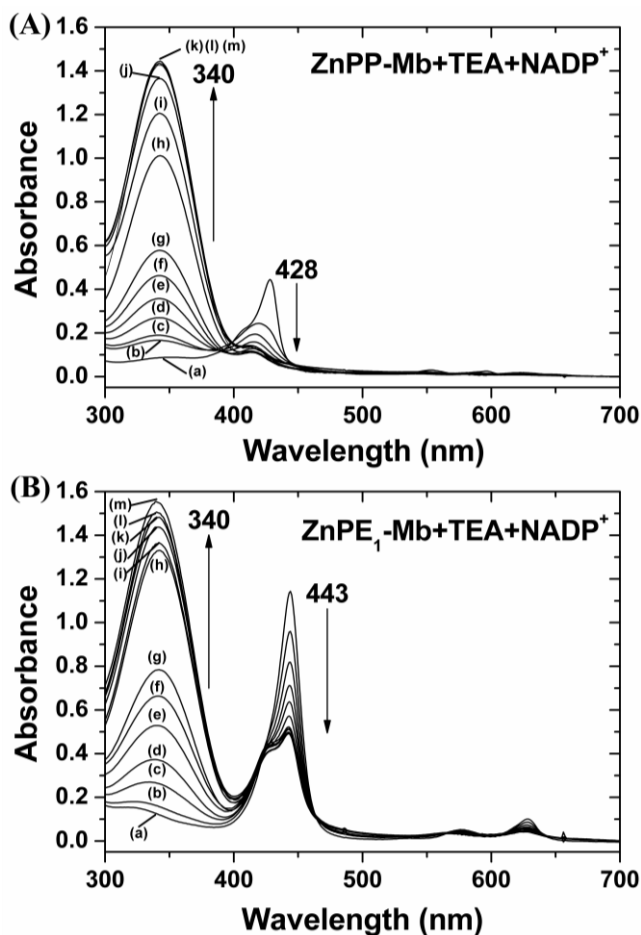 (A)
ZnPP-Mb+TEA+NADP⁺
(k)(l)(m)
(j)
340
(i)
(h)
(g)
428
(f)
(e)
(d)
(c)
(b)
(a)
Absorbance
1.6
1.4
1.2
1.0
0.8
0.6
0.4
0.2
0.0
300 400 500 600 700
Wavelength (nm)
(B)
ZnPE₁-Mb+TEA+NADP⁺
(m)
340
(l)
(k)
(j)
(h)
(i)
443
(g)
(f)
(e)
(d)
(c)
(b)
(a)
Absorbance
1.6
1.4
1.2
1.0
0.8
0.6
0.4
0.2
0.0
300 400 500 600 700
Wavelength (nm)